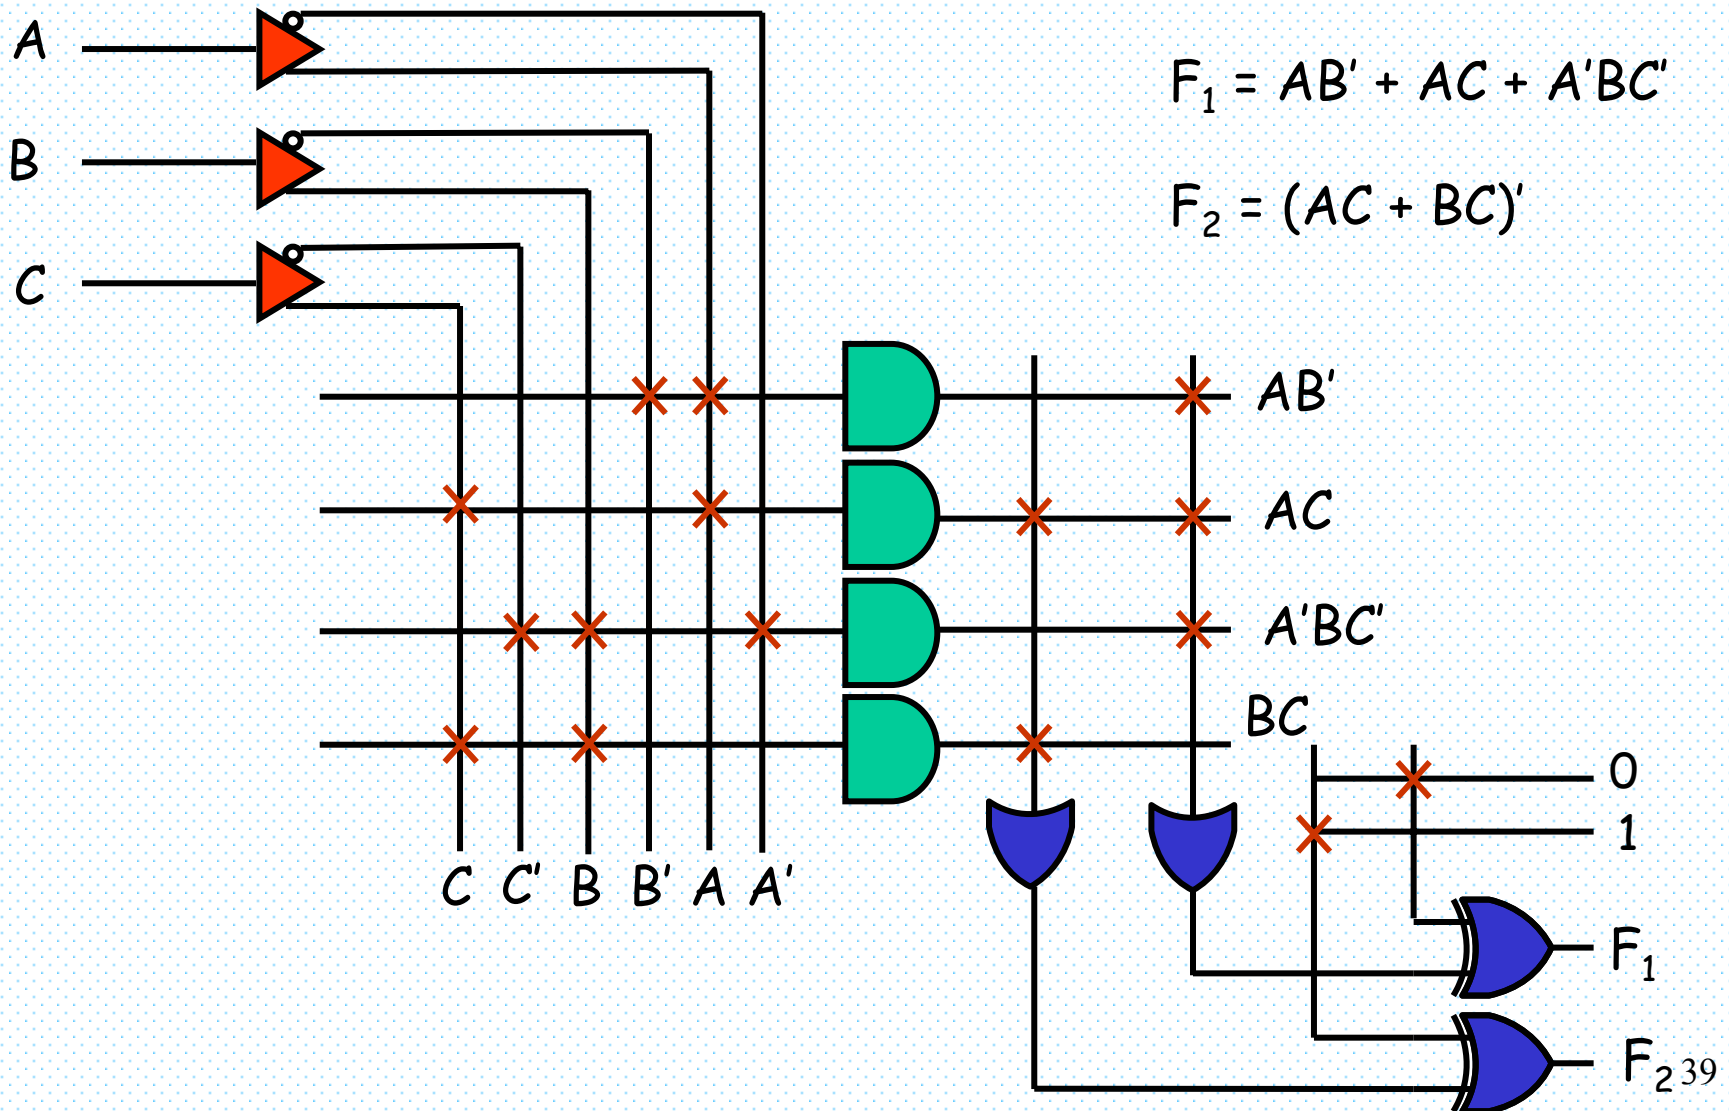 A
B
C
F₁ = AB' + AC + A'BC'
F₂ = (AC + BC)'
AB'
AC
A'BC'
BC
0
1
C C' B B' A A'
F₁
F₂ 39